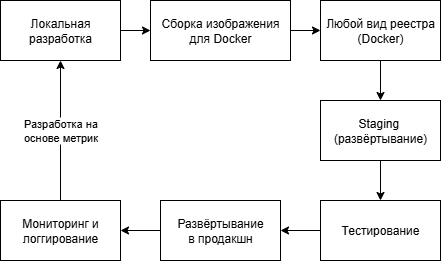 Локальная
разработка
Сборка изображения
для Docker
Любой вид реестра
(Docker)
Staging
(развёртывание)
Тестирование
Развёртывание
в продакшн
Мониторинг и
логгирование
Разработка на
основе метрик